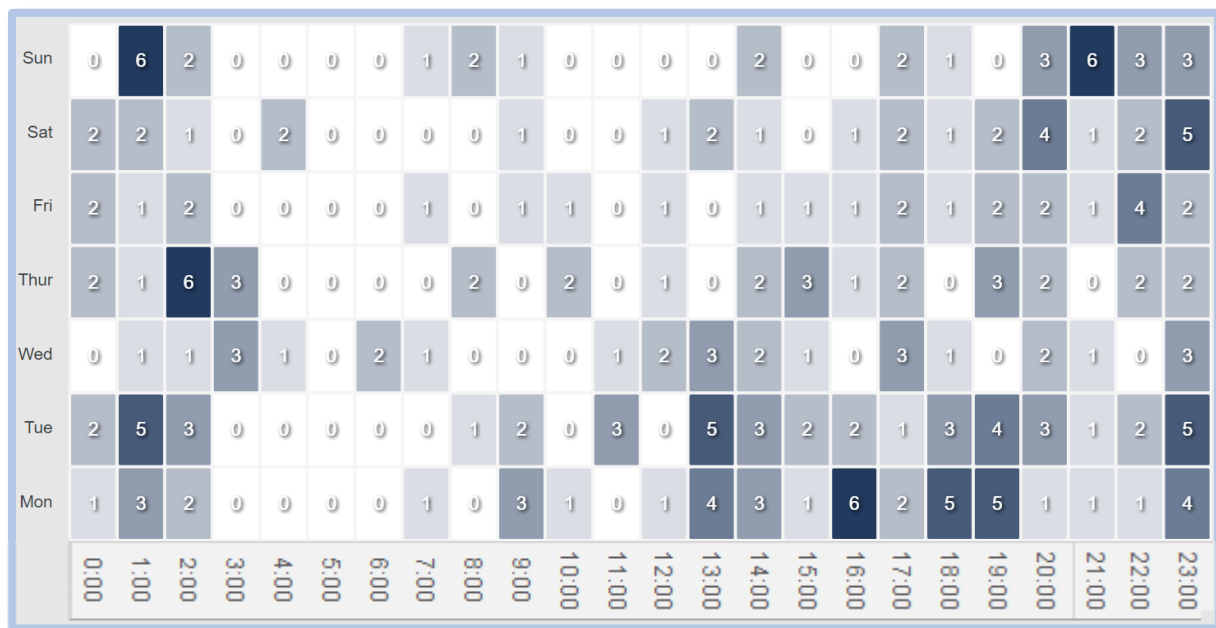 Sun 0 6 2 0 0 0 0 1 2 1 0 0 0 0 2 0 0 2 1 0 3 6 3 3
Sat 2 2 1 0 2 0 0 0 0 1 0 0 1 2 1 0 1 2 1 2 4 1 2 5
Fri 2 1 2 0 0 0 0 1 0 1 1 0 1 0 1 1 1 2 1 2 2 1 4 2
Thur 2 1 6 3 0 0 0 0 2 0 2 0 1 0 2 3 1 2 0 3 2 0 2 2
Wed 0 1 1 3 1 0 2 1 0 0 0 1 2 3 2 1 0 3 1 0 2 1 0 3
Tue 2 5 3 0 0 0 0 0 1 2 0 3 0 5 3 2 2 1 3 4 3 1 2 5
Mon 1 3 2 0 0 0 0 1 0 3 1 0 1 4 3 1 6 2 5 5 1 1 1 4
0:00 1:00 2:00 3:00 4:00 5:00 6:00 7:00 8:00 9:00 10:00 11:00 12:00 13:00 14:00 15:00 16:00 17:00 18:00 19:00 20:00 21:00 22:00 23:00